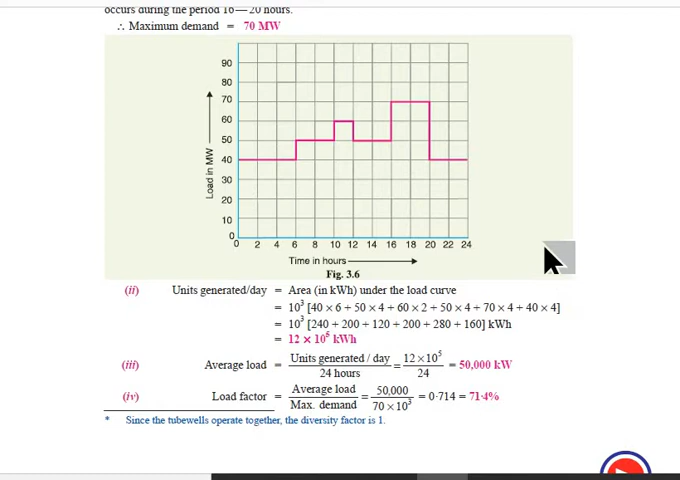 occurs during the period 16—20 hours.
∴ Maximum demand = 70 MW
90
80
70
60
50
40
30
20
10
0
Load in MW
0 2 4 6 8 10 12 14 16 18 20 22 24
Time in hours
Fig. 3.6
(ii) Units generated/day = Area (in kWh) under the load curve
= 10³ [40 × 6 + 50 × 4 + 60 × 2 + 50 × 4 + 70 × 4 + 40 × 4]
= 10³ [240 + 200 + 120 + 200 + 280 + 160] kWh
= 12 × 10⁵ kWh
(iii) Average load = Units generated / day / 24 hours = 12 × 10⁵ / 24 = 50,000 kW
(iv) Load factor = Average load / Max. demand = 50,000 / 70 × 10³ = 0·714 = 71·4%
* Since the tubewells operate together, the diversity factor is 1.